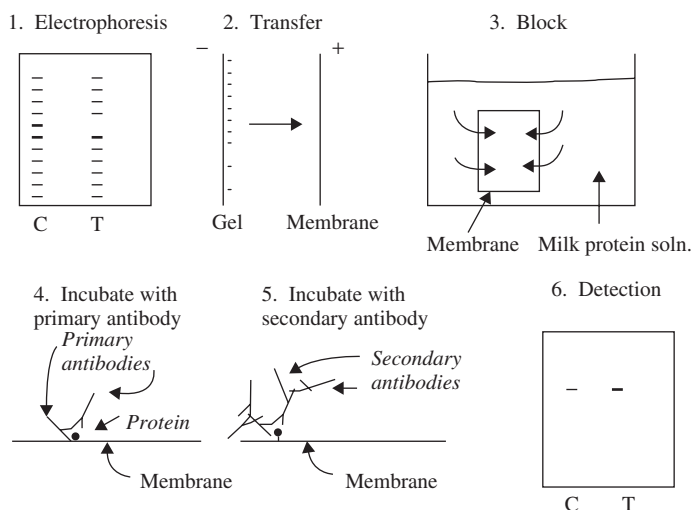 1. Electrophoresis
C T
2. Transfer
− +
Gel Membrane
3. Block
Membrane Milk protein soln.
4. Incubate with
primary antibody
Primary
antibodies
Protein
Membrane
5. Incubate with
secondary antibody
Secondary
antibodies
Membrane
6. Detection
C T